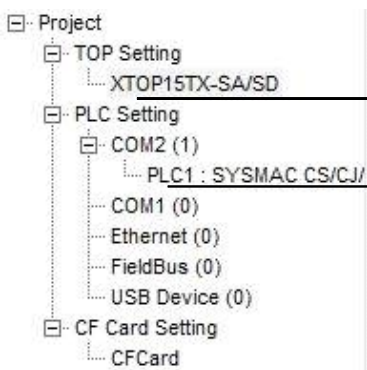 Project
TOP Setting
XTOP15TX-SA/SD
PLC Setting
COM2 (1)
PLC1 : SYSMAC CS/CJ/
COM1 (0)
Ethernet (0)
FieldBus (0)
USB Device (0)
CF Card Setting
CFCard